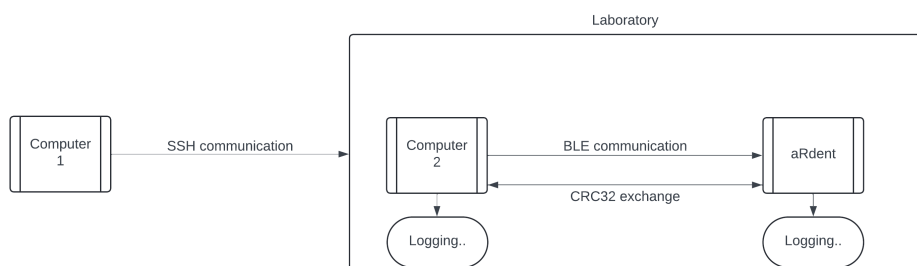 Laboratory
Computer
1
SSH communication
Computer
2
BLE communication
aRdent
CRC32 exchange
Logging..
Logging..